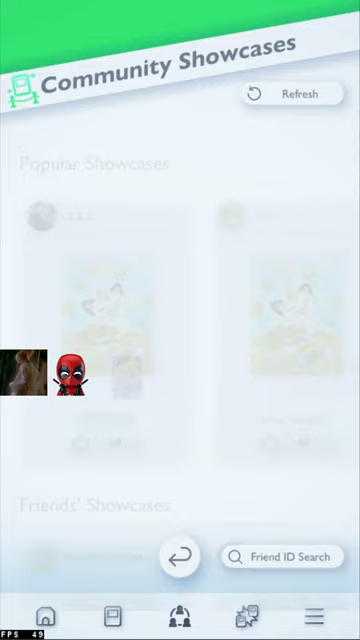 Community Showcases
Refresh
Popular Showcases
Friends' Showcases
Friend ID Search
FPS 49